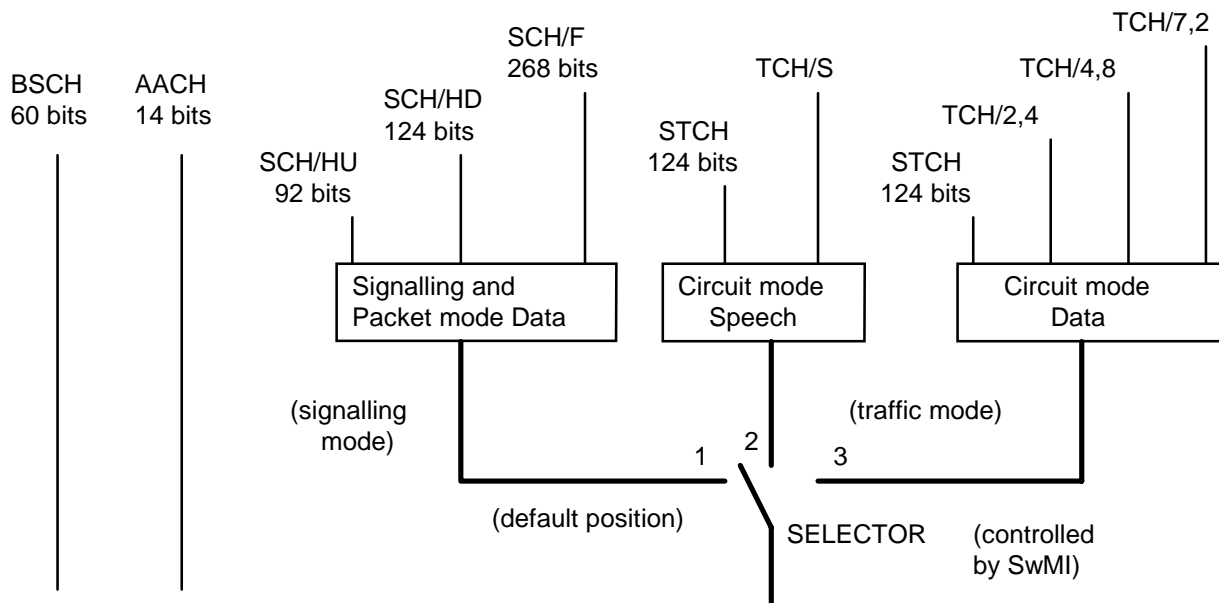 BSCH
60 bits
AACH
14 bits
SCH/HU
92 bits
SCH/HD
124 bits
SCH/F
268 bits
STCH
124 bits
TCH/S
STCH
124 bits
TCH/2,4
TCH/4,8
TCH/7,2
Signalling and
Packet mode Data
Circuit mode
Speech
Circuit mode
Data
(signalling
mode)
(traffic mode)
1
2
3
(default position)
SELECTOR
(controlled
by SwMI)